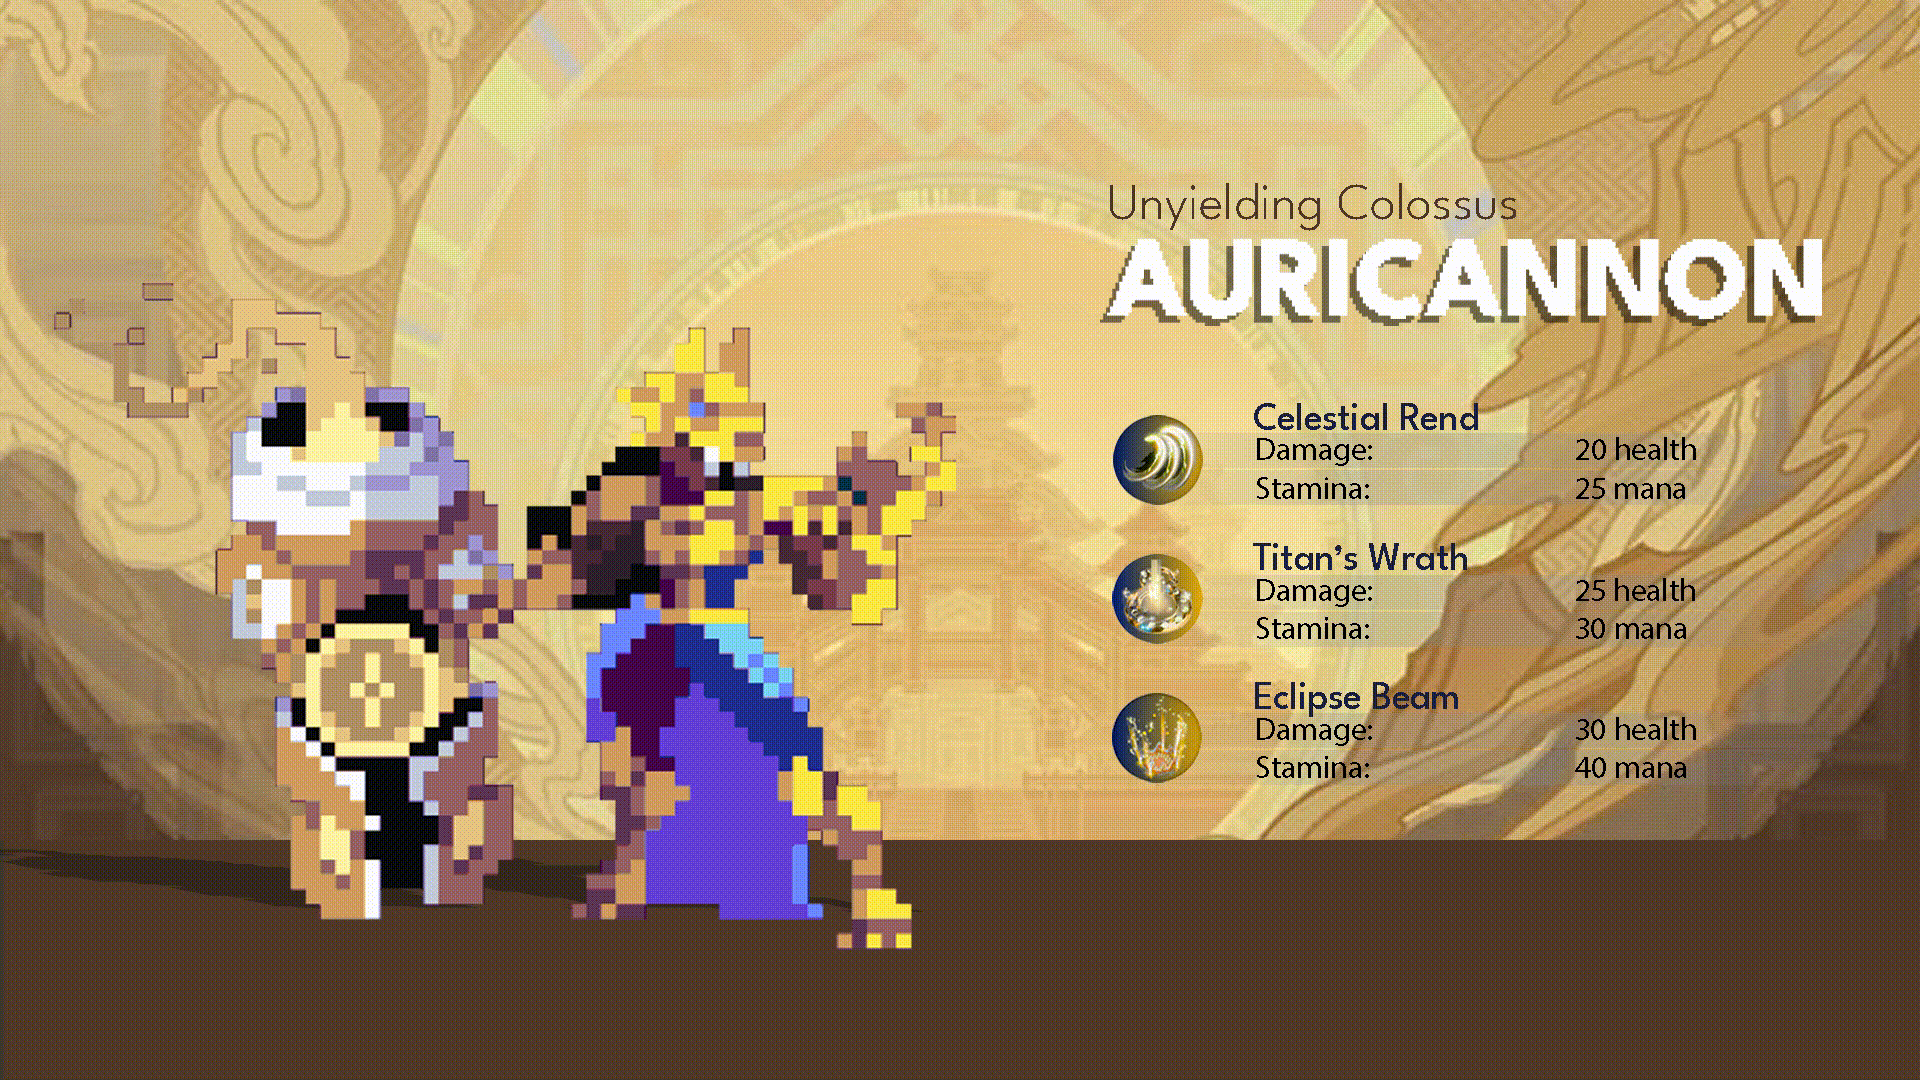 Unyielding Colossus
AURICANNON
Celestial Rend
Damage: 20 health
Stamina: 25 mana
Titan’s Wrath
Damage: 25 health
Stamina: 30 mana
Eclipse Beam
Damage: 30 health
Stamina: 40 mana